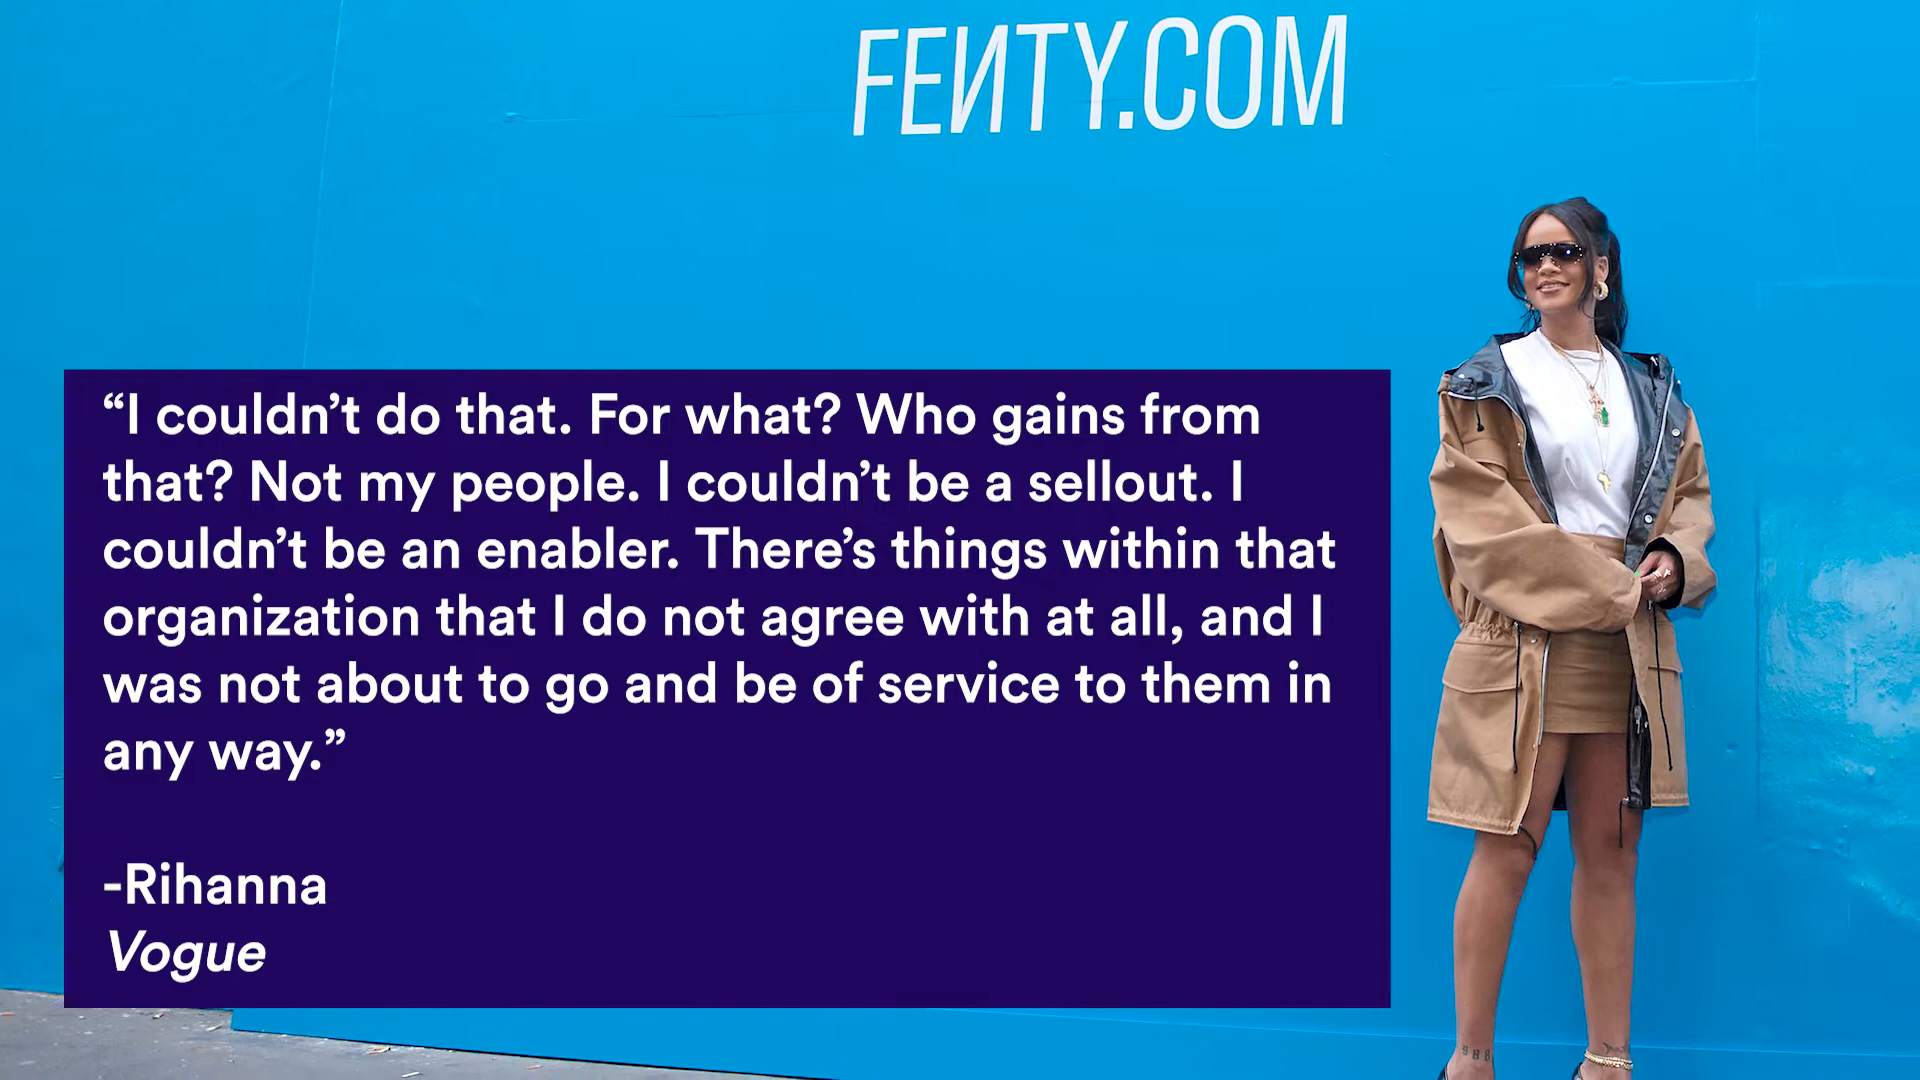 FEИTY.COM
“I couldn’t do that. For what? Who gains from
that? Not my people. I couldn’t be a sellout. I
couldn’t be an enabler. There’s things within that
organization that I do not agree with at all, and I
was not about to go and be of service to them in
any way.”
-Rihanna
Vogue